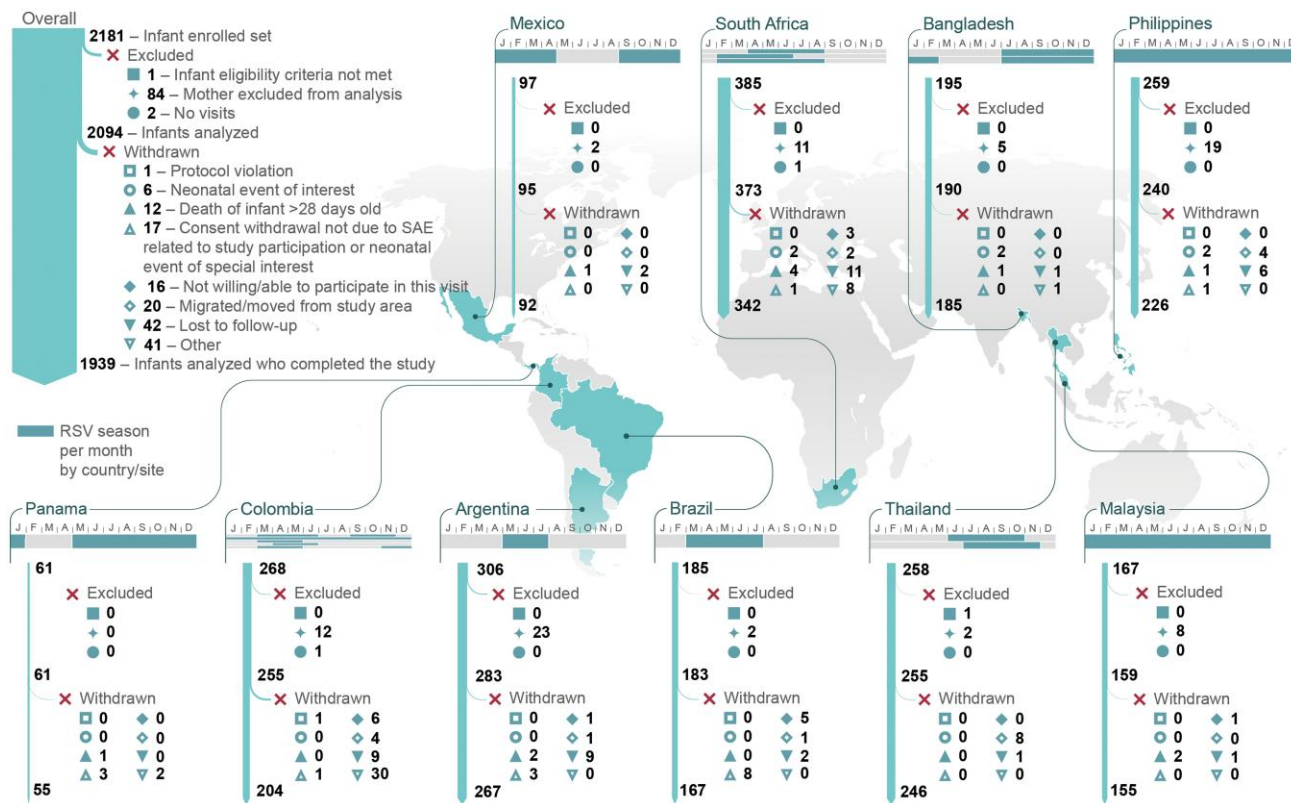 Overall
2181 – Infant enrolled set
Excluded
1 – Infant eligibility criteria not met
84 – Mother excluded from analysis
2 – No visits
2094 – Infants analyzed
Withdrawn
1 – Protocol violation
6 – Neonatal event of interest
12 – Death of infant >28 days old
17 – Consent withdrawal not due to SAE
related to study participation or neonatal
event of special interest
16 – Not willing/able to participate in this visit
20 – Migrated/moved from study area
42 – Lost to follow-up
41 – Other
1939 – Infants analyzed who completed the study
RSV season
per month
by country/site
Mexico
J F M A M J J A S O N D
97
Excluded
0
2
0
95
Withdrawn
0 0
0 0
1 2
0 0
92
South Africa
J F M A M J J A S O N D
385
Excluded
0
11
1
373
Withdrawn
0 3
2 2
4 11
1 8
342
Bangladesh
J F M A M J J A S O N D
195
Excluded
0
5
0
190
Withdrawn
0 0
2 0
1 1
0 1
185
Philippines
J F M A M J J A S O N D
259
Excluded
0
19
0
240
Withdrawn
0 0
2 4
1 6
1 0
226
Panama
J F M A M J J A S O N D
61
Excluded
0
0
0
61
Withdrawn
0 0
0 0
1 0
3 2
55
Colombia
J F M A M J J A S O N D
268
Excluded
0
12
1
255
Withdrawn
1 6
0 4
0 9
1 30
204
Argentina
J F M A M J J A S O N D
306
Excluded
0
23
0
283
Withdrawn
0 1
0 1
2 9
3 0
267
Brazil
J F M A M J J A S O N D
185
Excluded
0
2
0
183
Withdrawn
0 5
0 1
0 2
8 0
167
Thailand
J F M A M J J A S O N D
258
Excluded
1
2
0
255
Withdrawn
0 0
0 8
0 1
0 0
246
Malaysia
J F M A M J J A S O N D
167
Excluded
0
8
0
159
Withdrawn
0 1
0 0
2 1
0 0
155